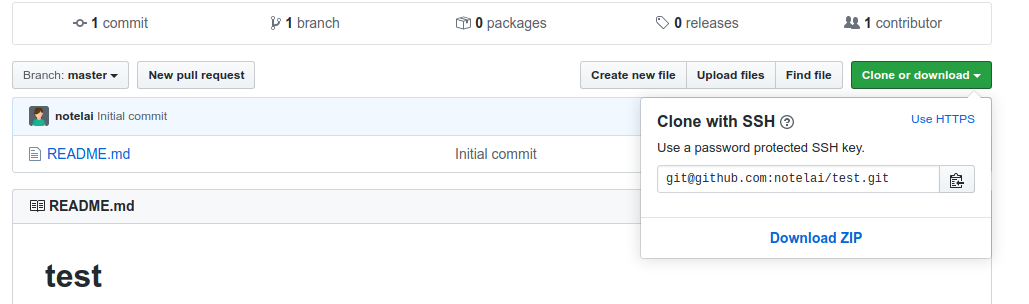 1 commit 1 branch 0 packages 0 releases 1 contributor
Branch: master New pull request Create new file Upload files Find file Clone or download
notelai Initial commit
README.md Initial commit
Clone with SSH ? Use HTTPS
Use a password protected SSH key.
git@github.com:notelai/test.git
Download ZIP
README.md
test